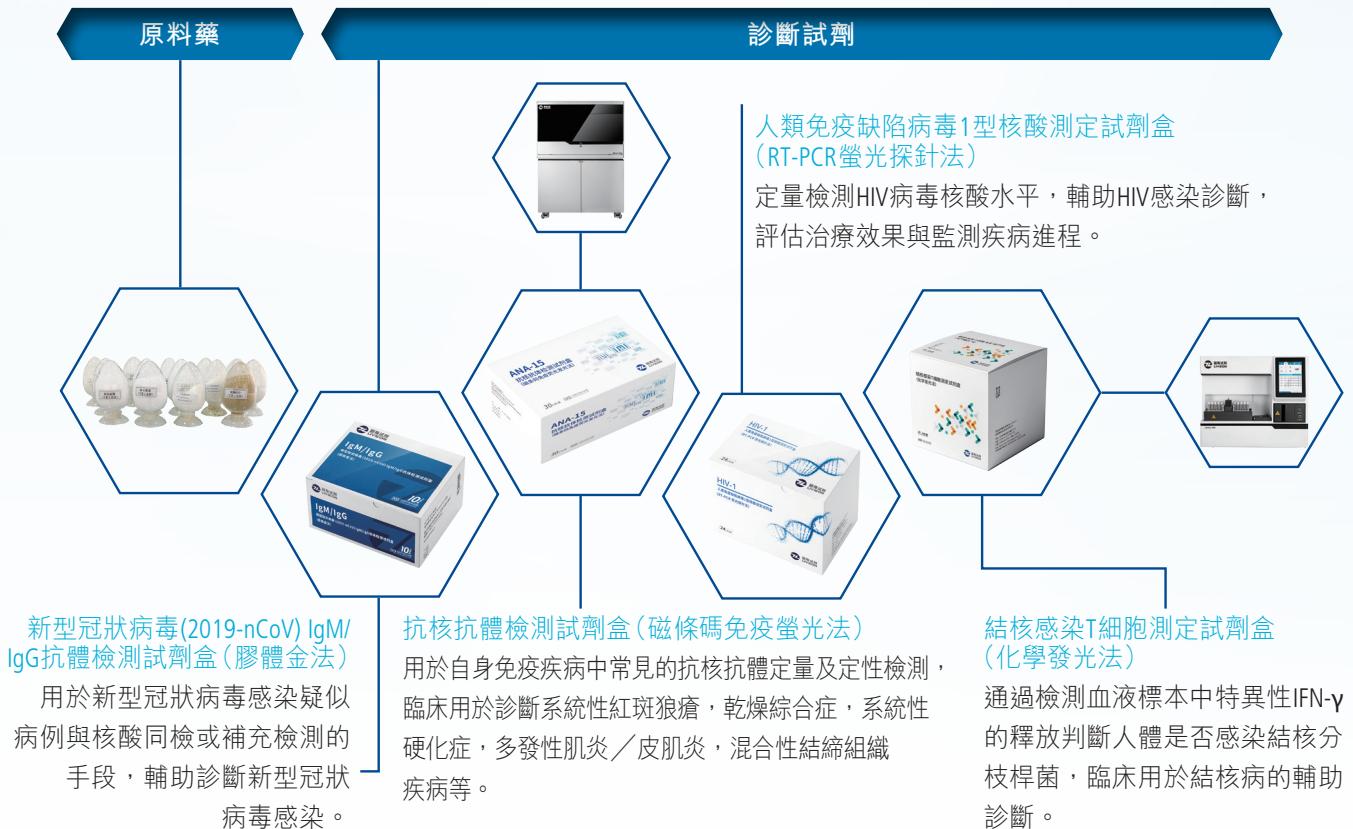 原料藥
診斷試劑
人類免疫缺陷病毒1型核酸測定試劑盒
（RT-PCR螢光探針法）
定量檢測HIV病毒核酸水平，輔助HIV感染診斷，
評估治療效果與監測疾病進程。
ANA-15
ANA-15
IgM/IgG
IgM/IgG
HIV-1
HIV-1
新型冠狀病毒(2019-nCoV) IgM/
IgG抗體檢測試劑盒（膠體金法）
用於新型冠狀病毒感染疑似
病例與核酸同檢或補充檢測的
手段，輔助診斷新型冠狀
病毒感染。
抗核抗體檢測試劑盒（磁條碼免疫螢光法）
用於自身免疫疾病中常見的抗核抗體定量及定性檢測，
臨床用於診斷系統性紅斑狼瘡，乾燥綜合症，系統性
硬化症，多發性肌炎／皮肌炎，混合性結締組織
疾病等。
結核感染T細胞測定試劑盒
（化學發光法）
通過檢測血液標本中特異性IFN-γ
的釋放判斷人體是否感染結核分
枝桿菌，臨床用於結核病的輔助
診斷。